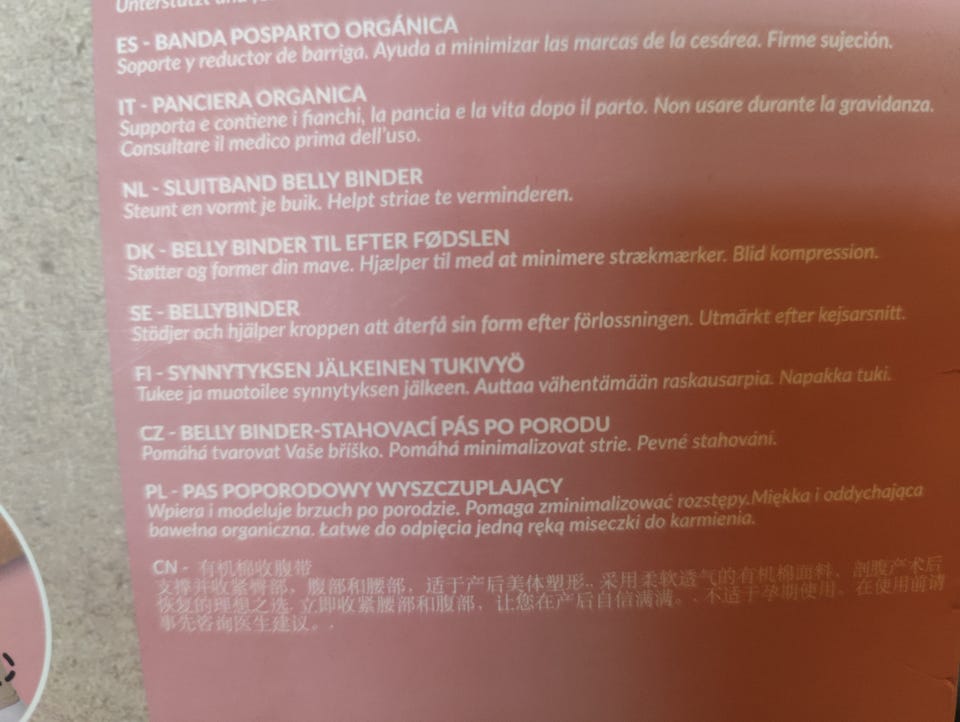 Unterstützt und
ES - BANDA POSPARTO ORGÁNICA
Soporte y reductor de barriga. Ayuda a minimizar las marcas de la cesárea. Firme sujeción.
IT - PANCIERA ORGANICA
Supporta e contiene i fianchi, la pancia e la vita dopo il parto. Non usare durante la gravidanza.
Consultare il medico prima dell'uso.
NL - SLUITBAND BELLY BINDER
Steunt en vormt je buik. Helpt striae te verminderen.
DK - BELLY BINDER TIL EFTER FØDSLEN
Støtter og former din mave. Hjælper til med at minimere strækmærker. Blid kompression.
SE - BELLYBINDER
Stödjer och hjälper kroppen att återfå sin form efter förlossningen. Utmärkt efter kejsarsnitt.
FI - SYNNYTYKSEN JÄLKEINEN TUKIVYÖ
Tukee ja muotoilee synnytyksen jälkeen. Auttaa vähentämään raskausarpia. Napakka tuki.
CZ - BELLY BINDER-STAHOVACÍ PÁS PO PORODU
Pomáhá tvarovat Vaše bříško. Pomáhá minimalizovat strie. Pevné stahování.
PL - PAS POPORODOWY WYSZCZUPLAJĄCY
Wpiera i modeluje brzuch po porodzie. Pomaga zminimalizować rozstępy.Miękka i oddychająca
bawełna organiczna. Łatwe do odpięcia jedną ręką miseczki do karmienia.
CN - 有机棉收腹带
支撑并收紧臀部，腹部和腰部，适于产后美体塑形. 采用柔软透气的有机棉面料，剖腹产术后
恢复的理想之选. 立即收紧腰部和腹部，让您在产后自信满满。. 不适于孕期使用。在使用前请
事先咨询医生建议。.